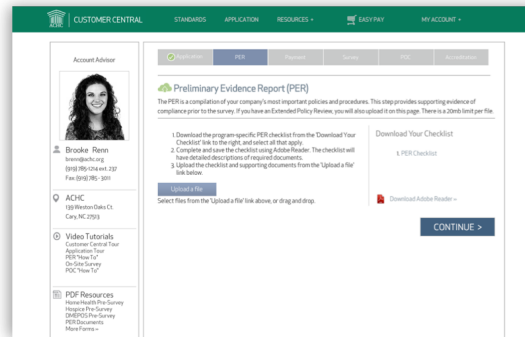 ACHC
CUSTOMER CENTRAL
STANDARDS
APPLICATION
RESOURCES
EASY PAY
MY ACCOUNT
Account Advisor
Brooke Renn
brenn@achc.org
(919) 785-1214 ext. 237
Fax: (919) 785 - 3011
ACHC
139 Weston Oaks Ct.
Cary, NC 27513
Video Tutorials
Customer Central Tour
Application Tour
PER "How To"
On-Site Survey
POC "How To"
PDF Resources
Home Health Pre-Survey
Hospice Pre-Survey
DMEPOS Pre-Survey
PER Documents
More Forms »
Application
PER
Payment
Survey
POC
Accreditation
Preliminary Evidence Report (PER)
The PER is a compilation of your company's most important policies and procedures. This step provides supporting evidence of
compliance prior to the survey. If you have an Extended Policy Review, you will also upload it on this page. There is a 20mb limit per file.
1. Download the program-specific PER checklist from the 'Download Your
Checklist' link to the right, and select all that apply.
2. Complete and save the checklist using Adobe Reader. The checklist will
have detailed descriptions of required documents.
3. Upload the checklist and supporting documents from the 'Upload a file'
link below.
Upload a file
Select files from the 'Upload a file' link above, or drag and drop.
Download Your Checklist
1. PER Checklist
Download Adobe Reader »
CONTINUE >